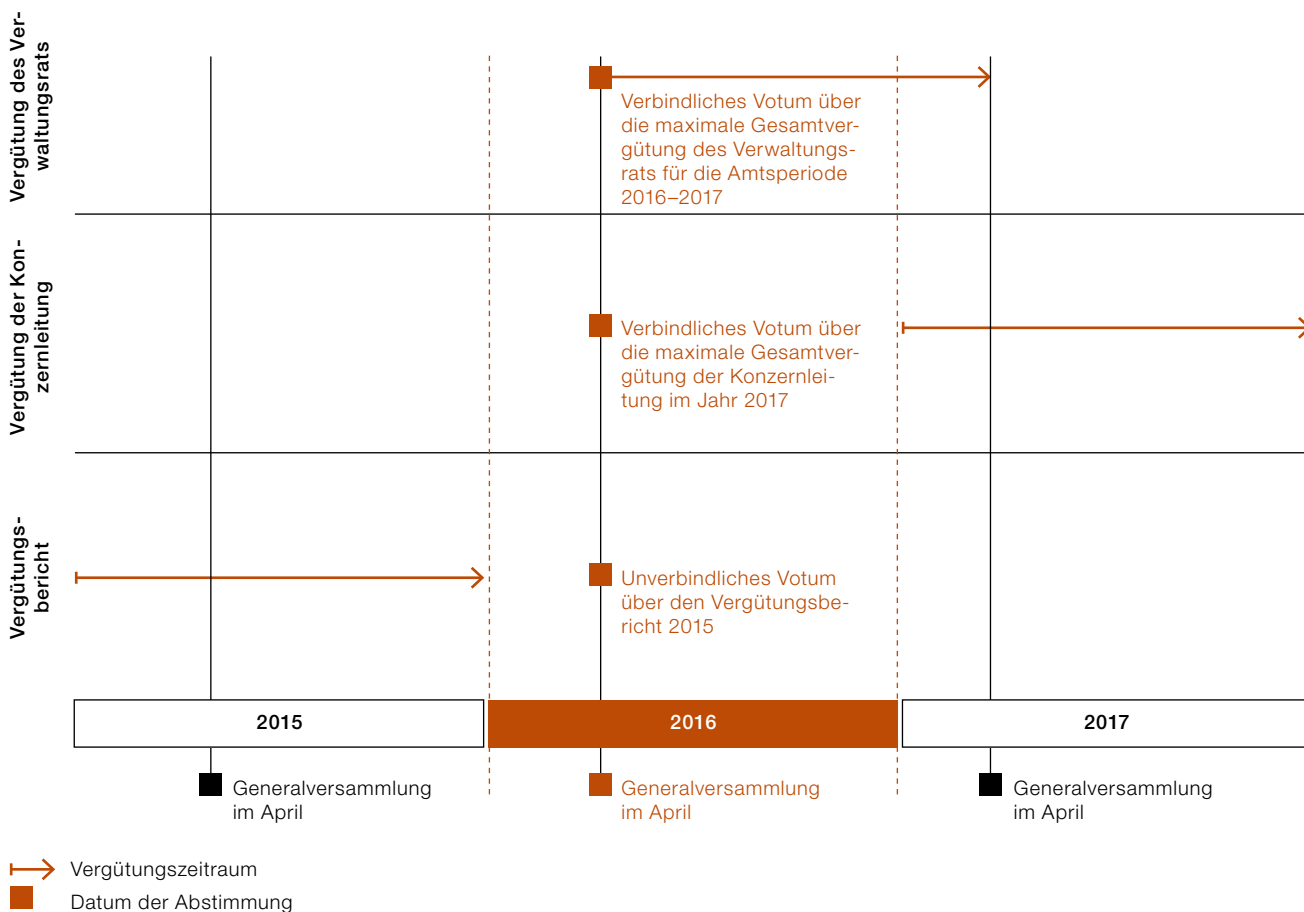 Vergütung des Ver-
waltungsrats
Verbindliches Votum über
die maximale Gesamtver-
gütung des Verwaltungs-
rats für die Amtsperiode
2016–2017
Vergütung der Kon-
zernleitung
Verbindliches Votum über
die maximale Gesamtver-
gütung der Konzernlei-
tung im Jahr 2017
Vergütungs-
bericht
Unverbindliches Votum
über den Vergütungsbe-
richt 2015
2015
2016
2017
Generalversammlung
im April
Generalversammlung
im April
Generalversammlung
im April
Vergütungszeitraum
Datum der Abstimmung